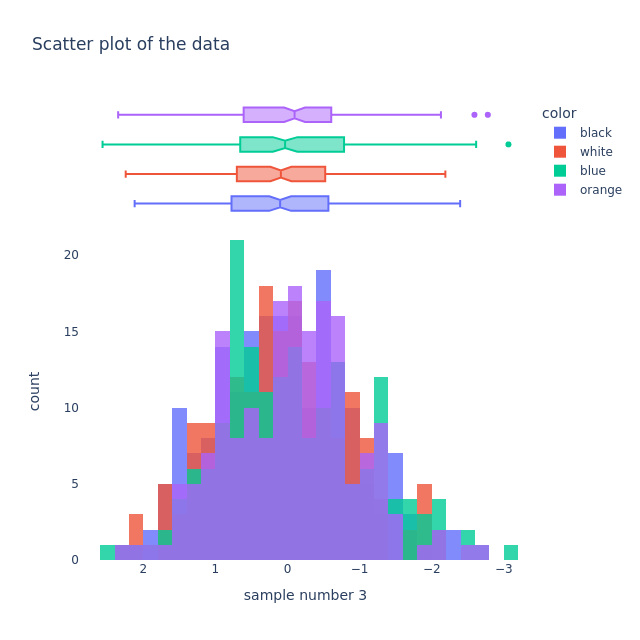 Scatter plot of the data
color
black
white
blue
orange
20
15
10
5
0
count
2
1
0
−1
−2
−3
sample number 3